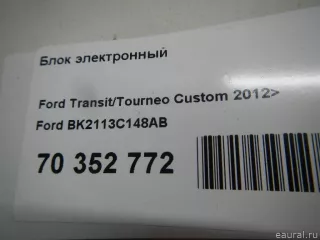 Блок электронный
Ford Transit/Tourneo Custom 2012>
Ford BK2113C148AB
70 352 772
eaural.ru